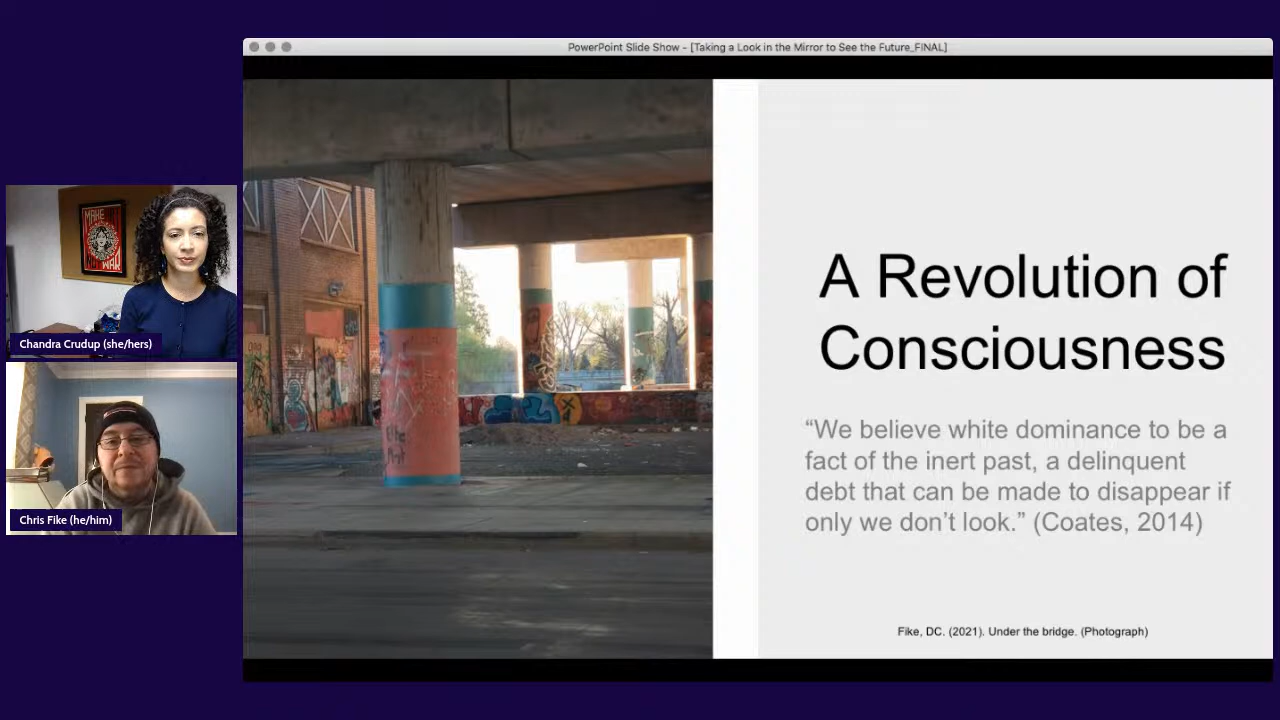 PowerPoint Slide Show - [Taking a Look in the Mirror to See the Future_FINAL]
MAKE
WAR
Chandra Crudup (she/hers)
Chris Fike (he/him)
A Revolution of
Consciousness
“We believe white dominance to be a
fact of the inert past, a delinquent
debt that can be made to disappear if
only we don’t look.” (Coates, 2014)
Fike, DC. (2021). Under the bridge. (Photograph)